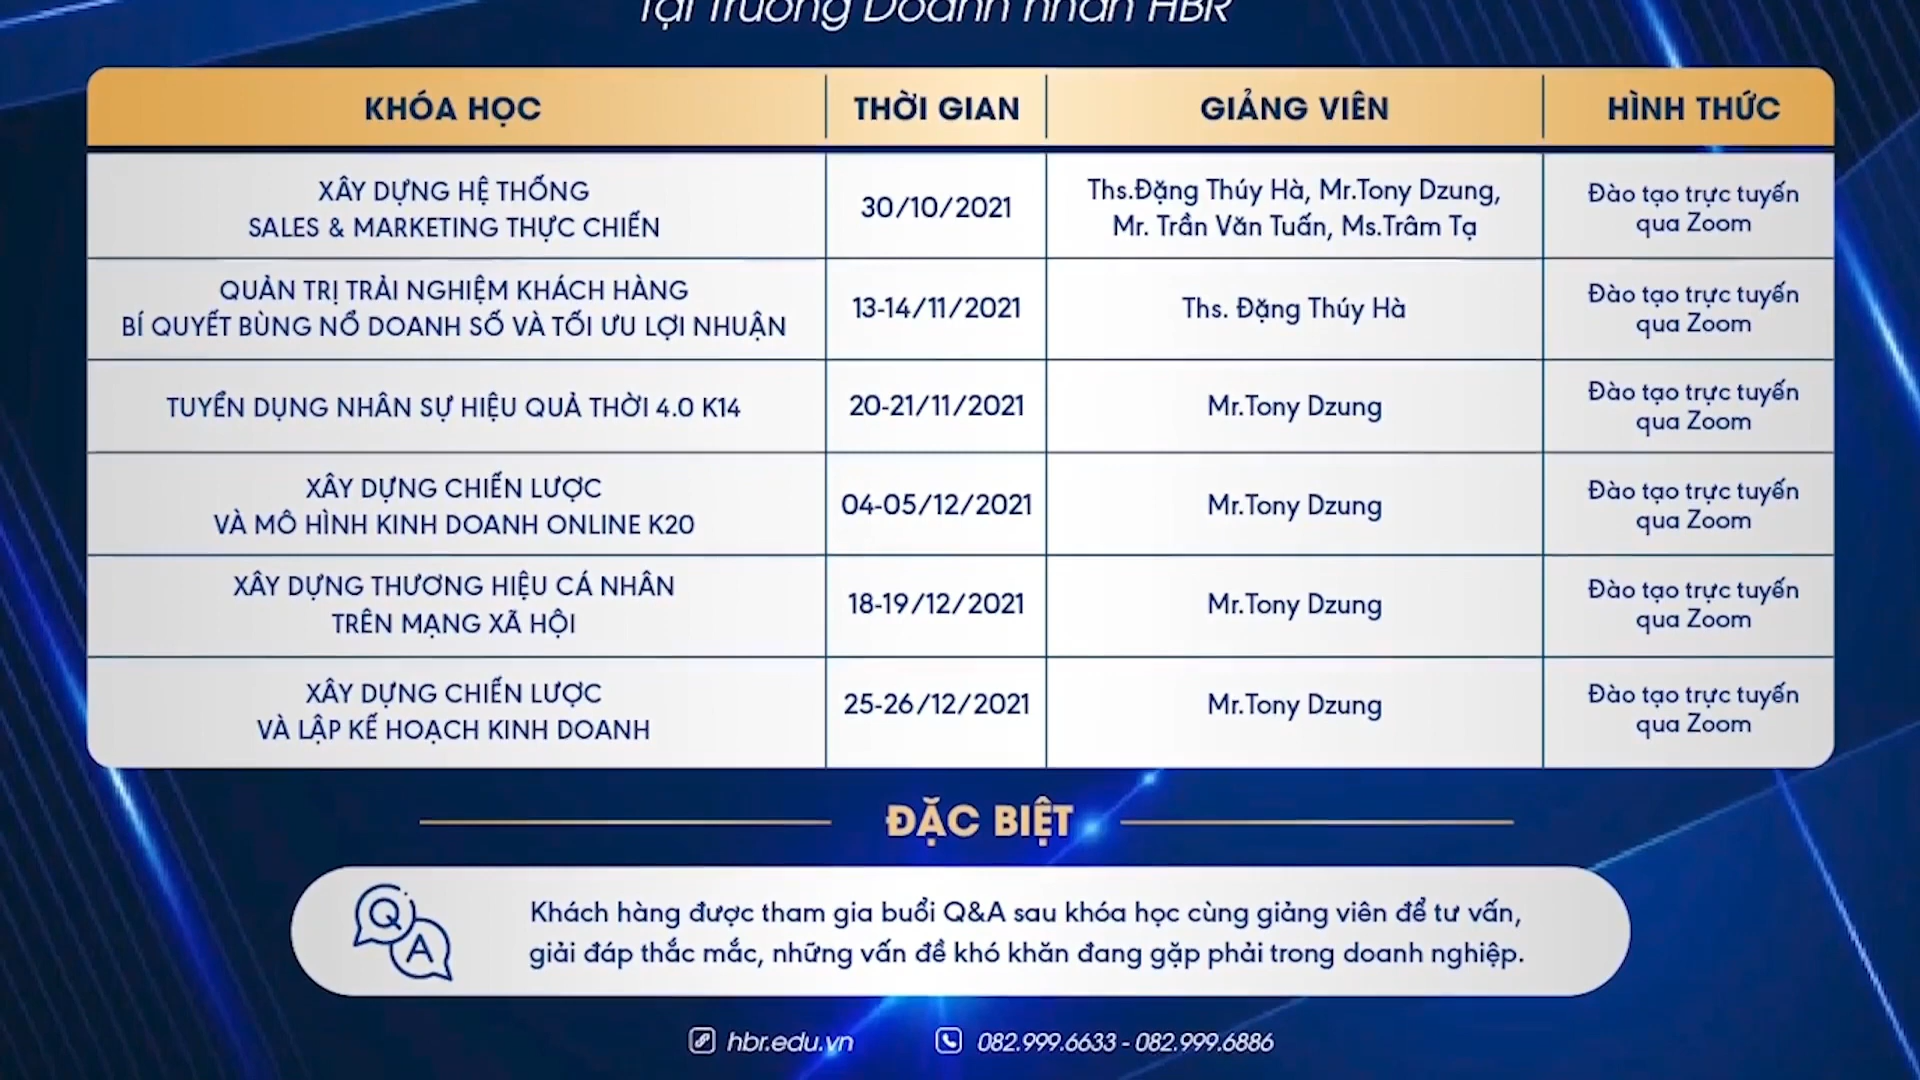 Tại Trường Doanh nhân HBR
KHÓA HỌC
THỜI GIAN
GIẢNG VIÊN
HÌNH THỨC
XÂY DỰNG HỆ THỐNG
SALES & MARKETING THỰC CHIẾN
30/10/2021
Ths.Đặng Thúy Hà, Mr.Tony Dzung,
Mr. Trần Văn Tuấn, Ms.Trâm Tạ
Đào tạo trực tuyến
qua Zoom
QUẢN TRỊ TRẢI NGHIỆM KHÁCH HÀNG
BÍ QUYẾT BÙNG NỔ DOANH SỐ VÀ TỐI ƯU LỢI NHUẬN
13-14/11/2021
Ths. Đặng Thúy Hà
Đào tạo trực tuyến
qua Zoom
TUYỂN DỤNG NHÂN SỰ HIỆU QUẢ THỜI 4.0 K14
20-21/11/2021
Mr.Tony Dzung
Đào tạo trực tuyến
qua Zoom
XÂY DỰNG CHIẾN LƯỢC
VÀ MÔ HÌNH KINH DOANH ONLINE K20
04-05/12/2021
Mr.Tony Dzung
Đào tạo trực tuyến
qua Zoom
XÂY DỰNG THƯƠNG HIỆU CÁ NHÂN
TRÊN MẠNG XÃ HỘI
18-19/12/2021
Mr.Tony Dzung
Đào tạo trực tuyến
qua Zoom
XÂY DỰNG CHIẾN LƯỢC
VÀ LẬP KẾ HOẠCH KINH DOANH
25-26/12/2021
Mr.Tony Dzung
Đào tạo trực tuyến
qua Zoom
ĐẶC BIỆT
Q
A
Khách hàng được tham gia buổi Q&A sau khóa học cùng giảng viên để tư vấn,
giải đáp thắc mắc, những vấn đề khó khăn đang gặp phải trong doanh nghiệp.
hbr.edu.vn
082.999.6633 - 082.999.6886